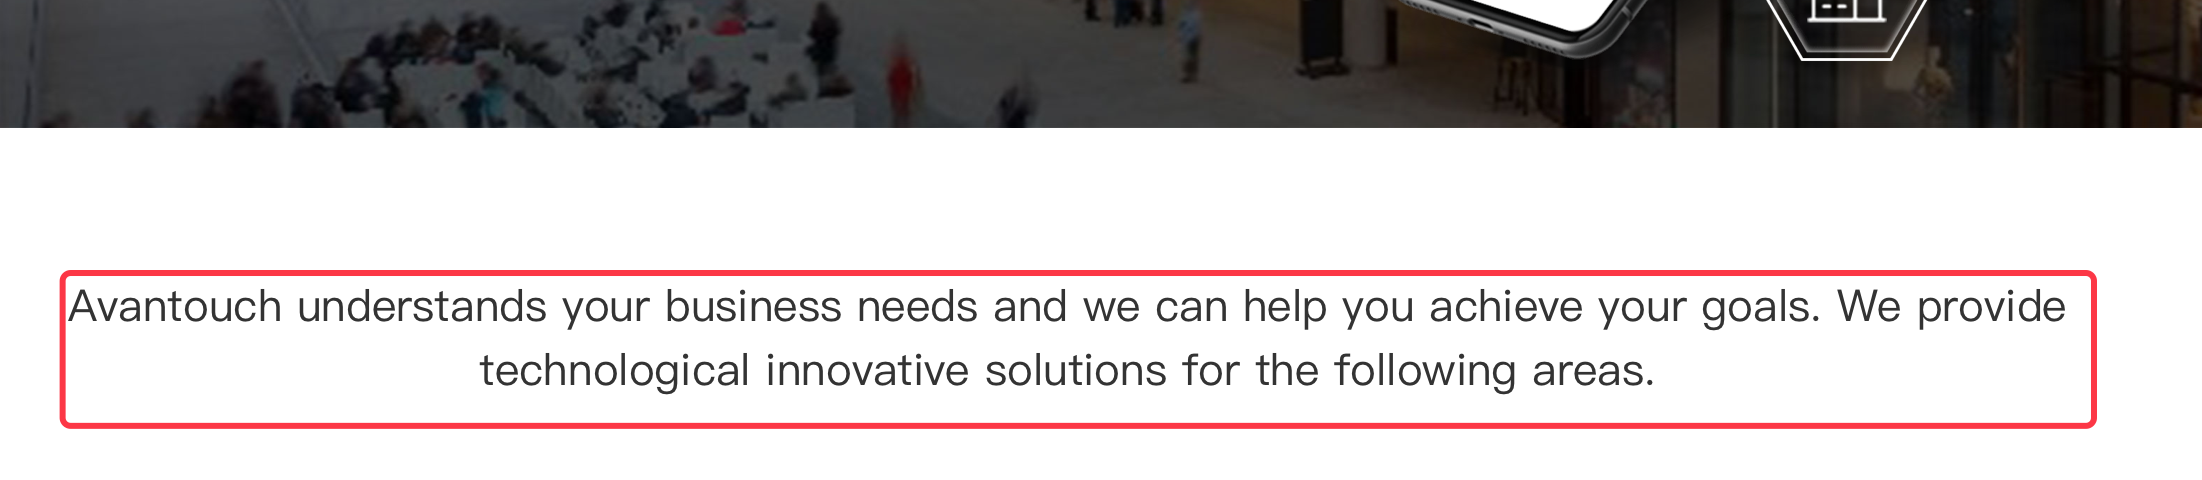 Avantouch understands your business needs and we can help you achieve your goals. We provide
technological innovative solutions for the following areas.